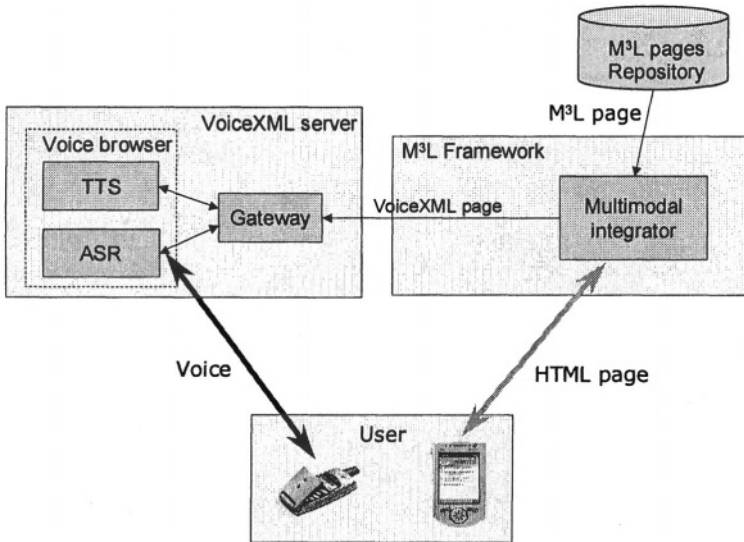 M³L pages
Repository
M³L page
VoiceXML server
Voice browser
TTS
ASR
Gateway
VoiceXML page
M³L Framework
Multimodal
integrator
Voice
HTML page
User